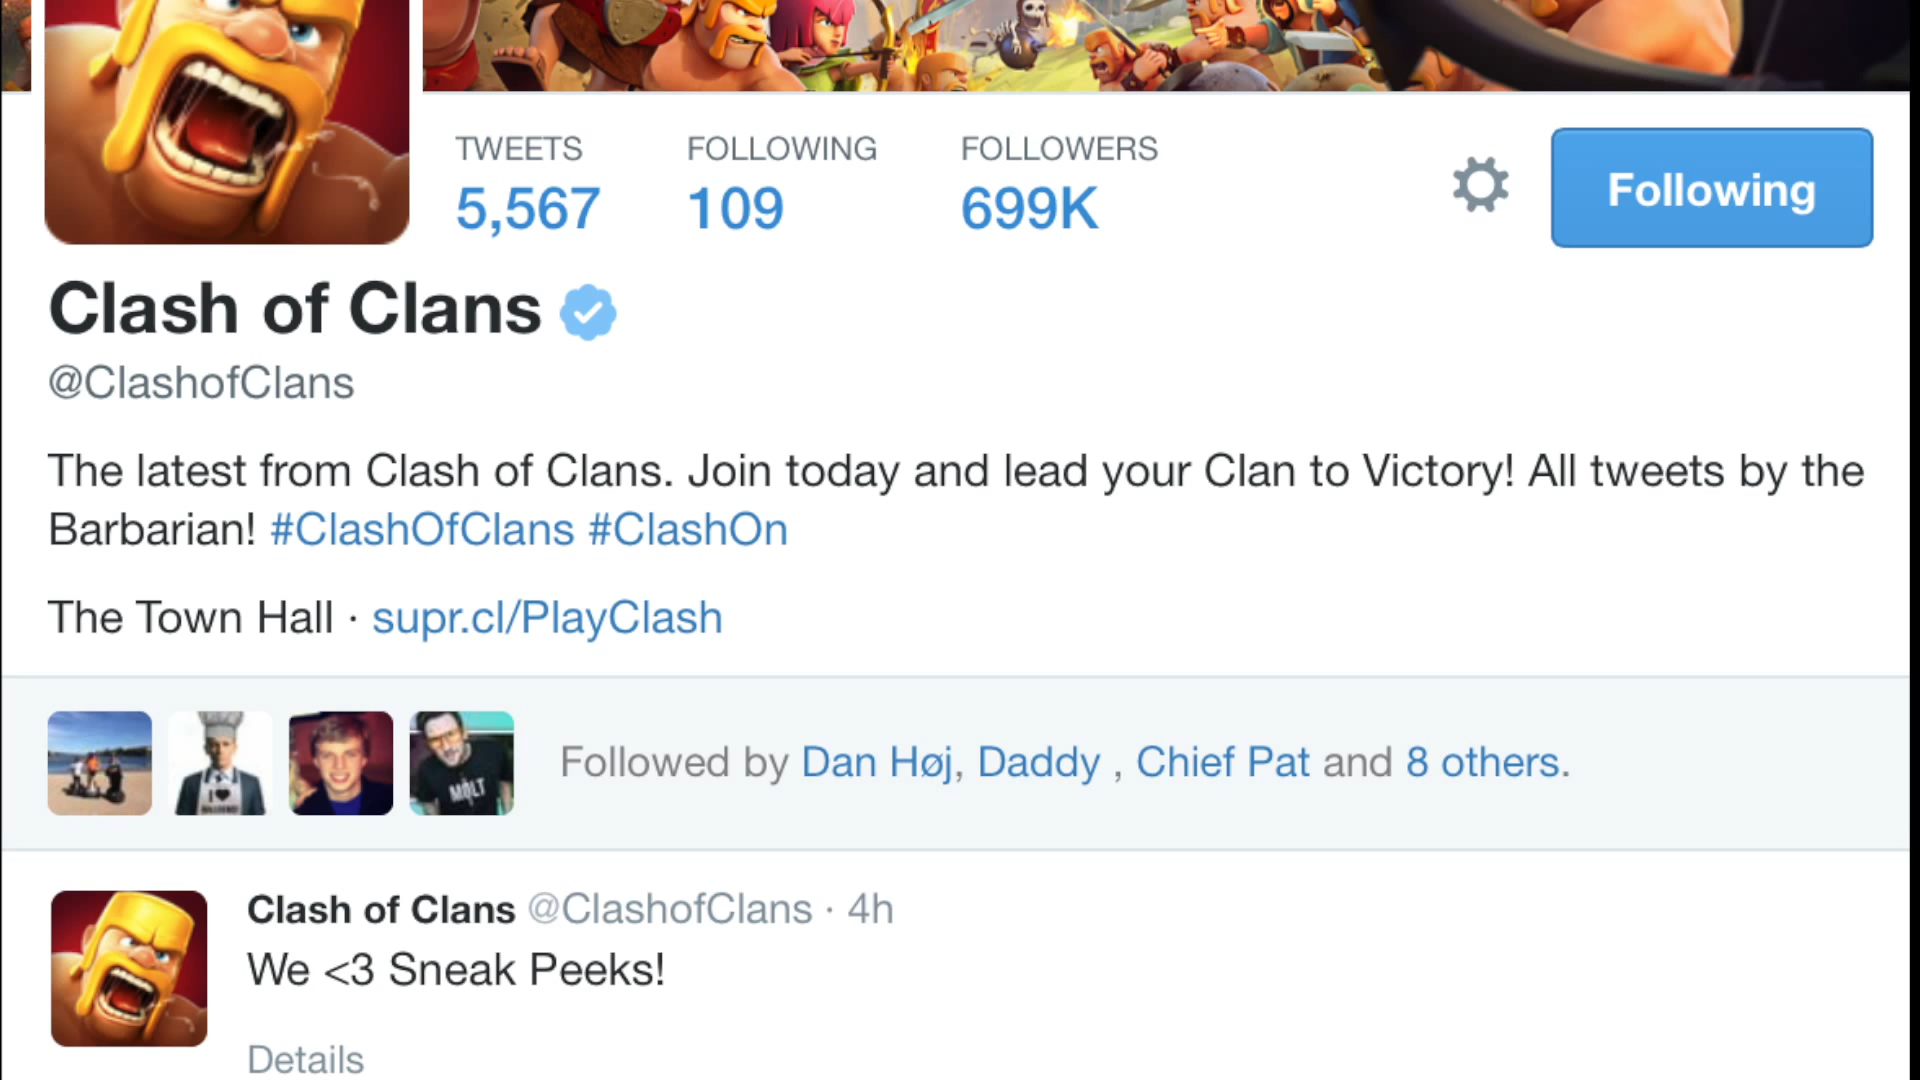 TWEETS FOLLOWING FOLLOWERS
5,567 109 699K
Following
Clash of Clans
@ClashofClans
The latest from Clash of Clans. Join today and lead your Clan to Victory! All tweets by the
Barbarian! #ClashOfClans #ClashOn
The Town Hall · supr.cl/PlayClash
Followed by Dan Høj, Daddy , Chief Pat and 8 others.
Clash of Clans @ClashofClans · 4h
We <3 Sneak Peeks!
Details